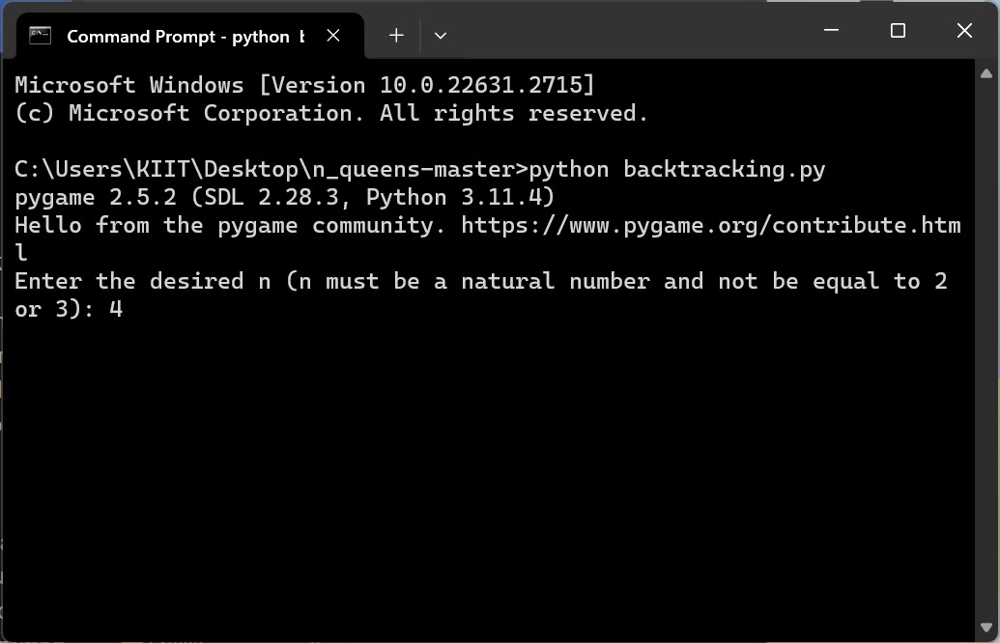 Command Prompt - python
Microsoft Windows [Version 10.0.22631.2715]
(c) Microsoft Corporation. All rights reserved.
C:\Users\KIIT\Desktop\n_queens-master>python backtracking.py
pygame 2.5.2 (SDL 2.28.3, Python 3.11.4)
Hello from the pygame community. https://www.pygame.org/contribute.htm
l
Enter the desired n (n must be a natural number and not be equal to 2
or 3): 4